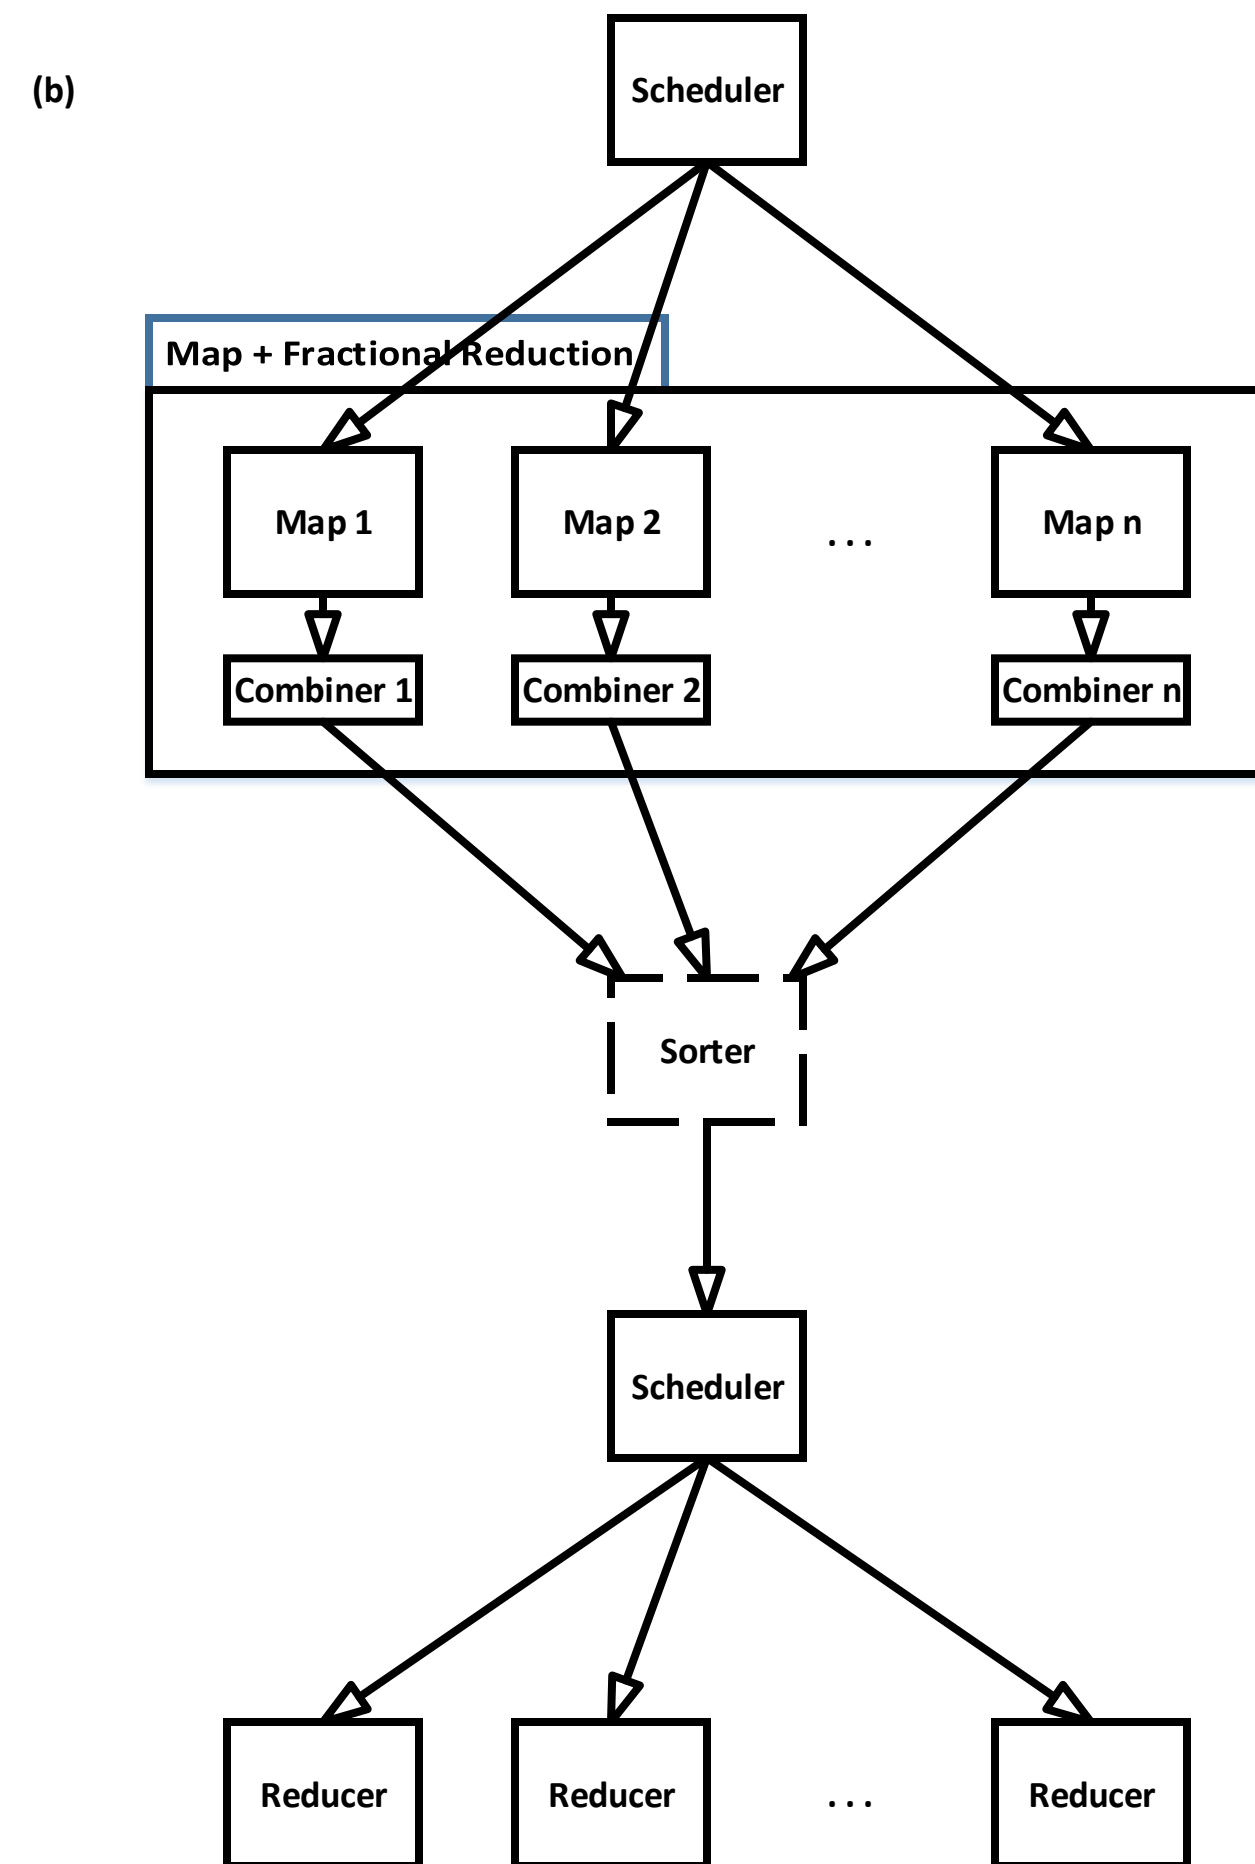 (b)
Scheduler
Map + Fractional Reduction
Map 1
Map 2
. . .
Map n
Combiner 1
Combiner 2
Combiner n
Sorter
Scheduler
Reducer
Reducer
. . .
Reducer